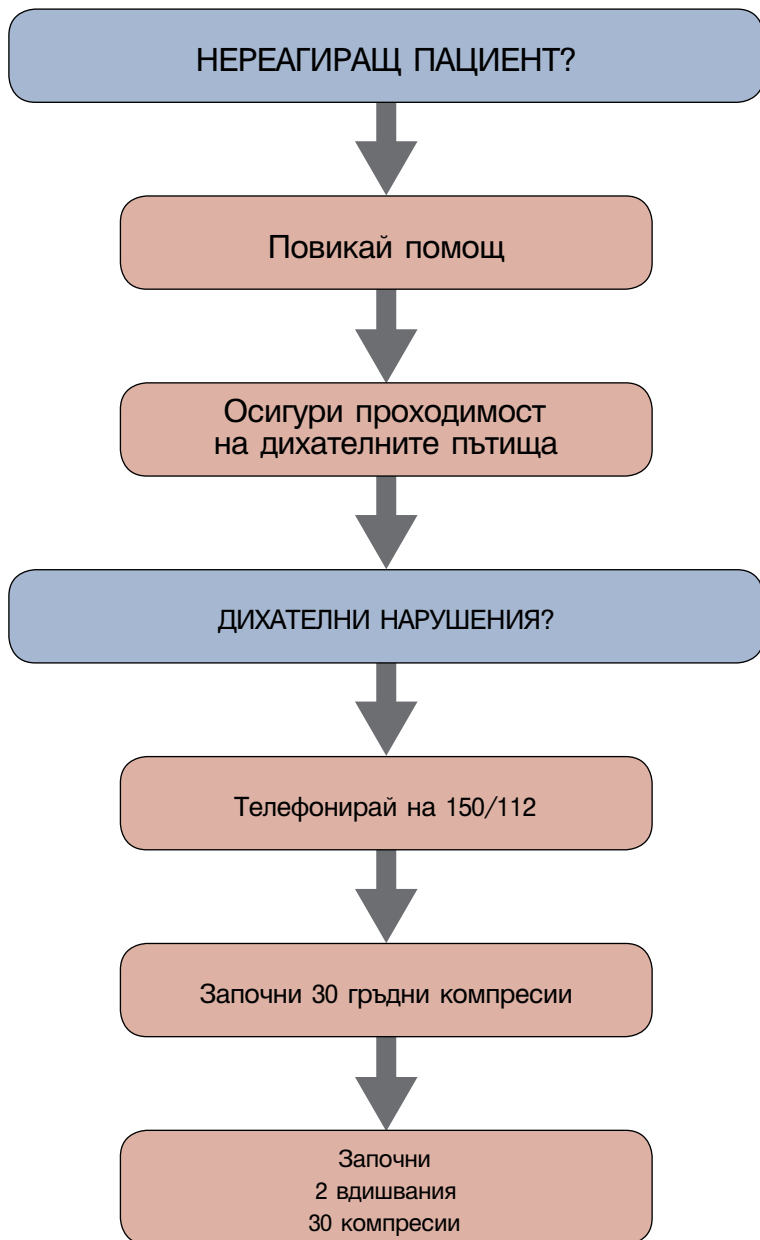 НЕРЕАГИРАЩ ПАЦИЕНТ?
Повикай помощ
Осигури проходимост
на дихателните пътища
ДИХАТЕЛНИ НАРУШЕНИЯ?
Телефонирай на 150/112
Започни 30 гръдни компресии
Започни
2 вдишвания
30 компресии